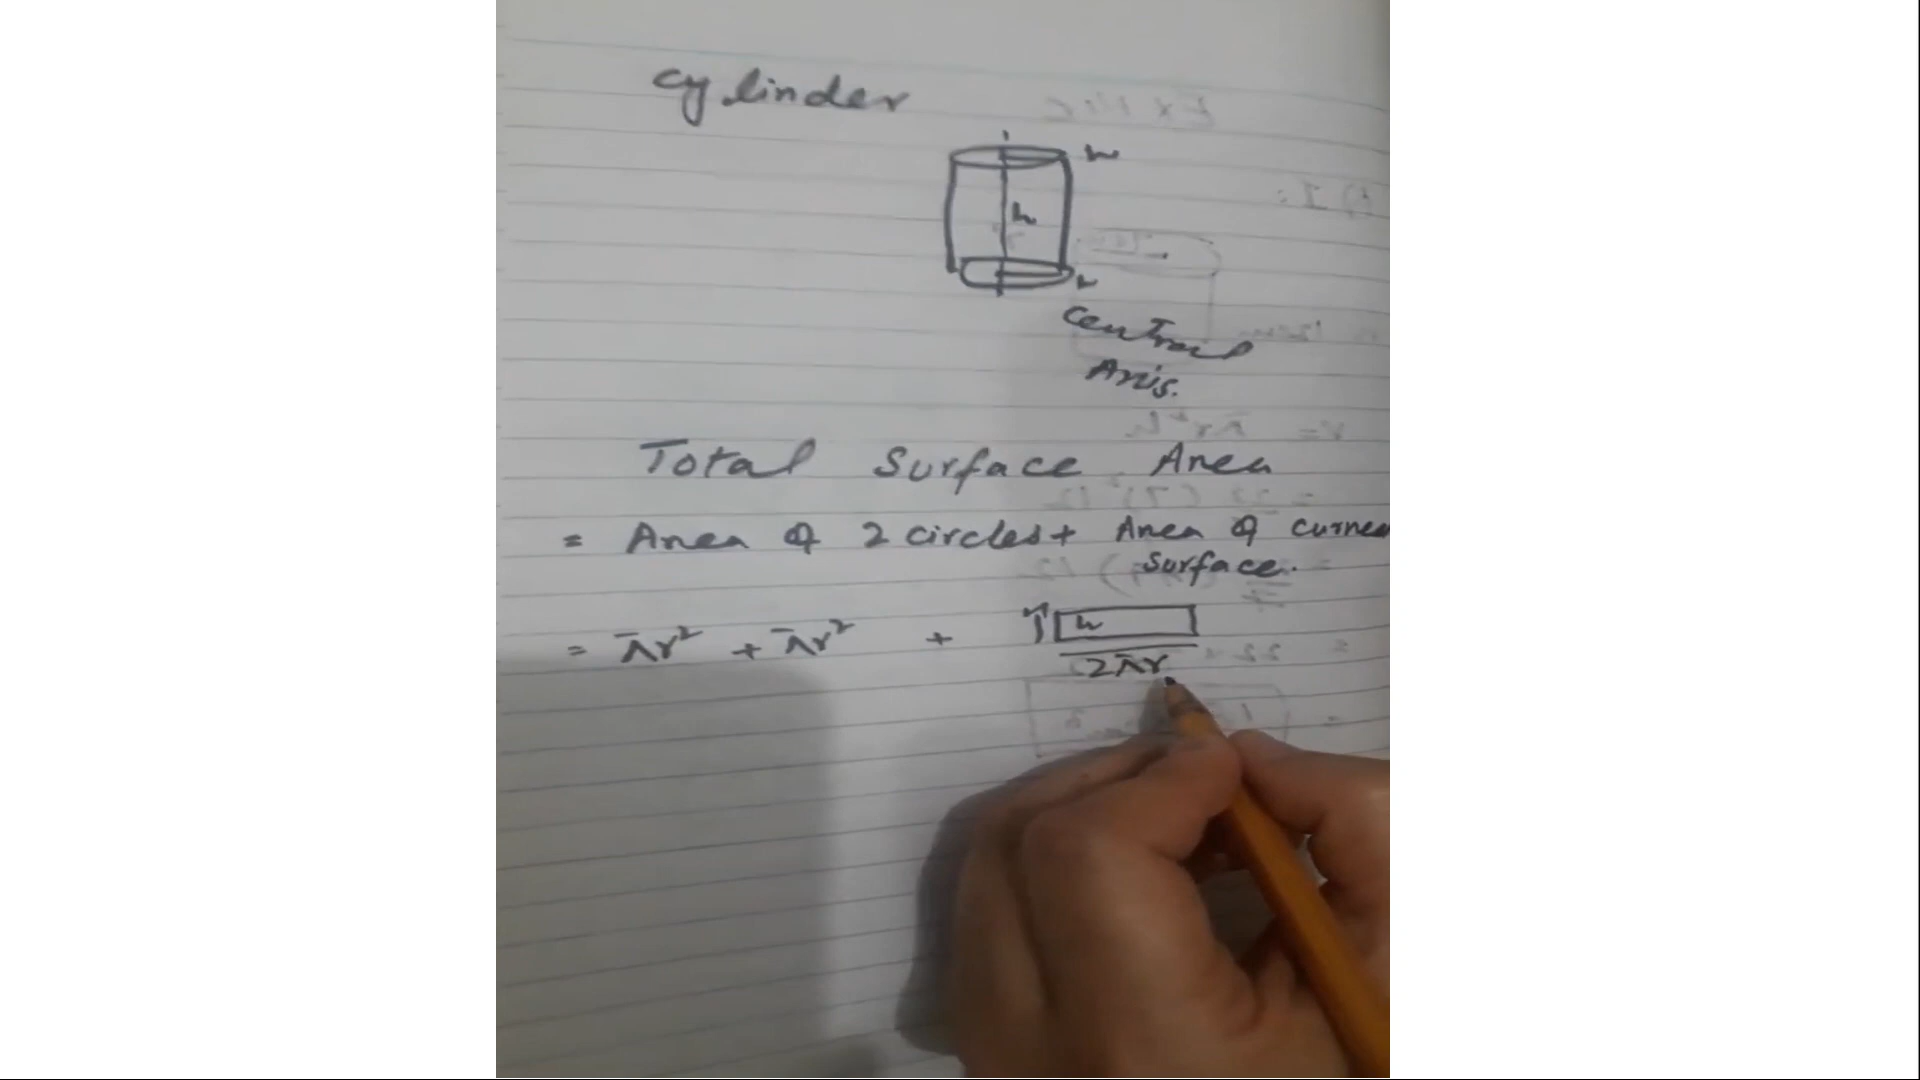 cylinder
r
h
r
Central
Axis.
Total Surface Area
= Area of 2 circles + Area of curved
surface.
= πr² + πr² +
h
2πr